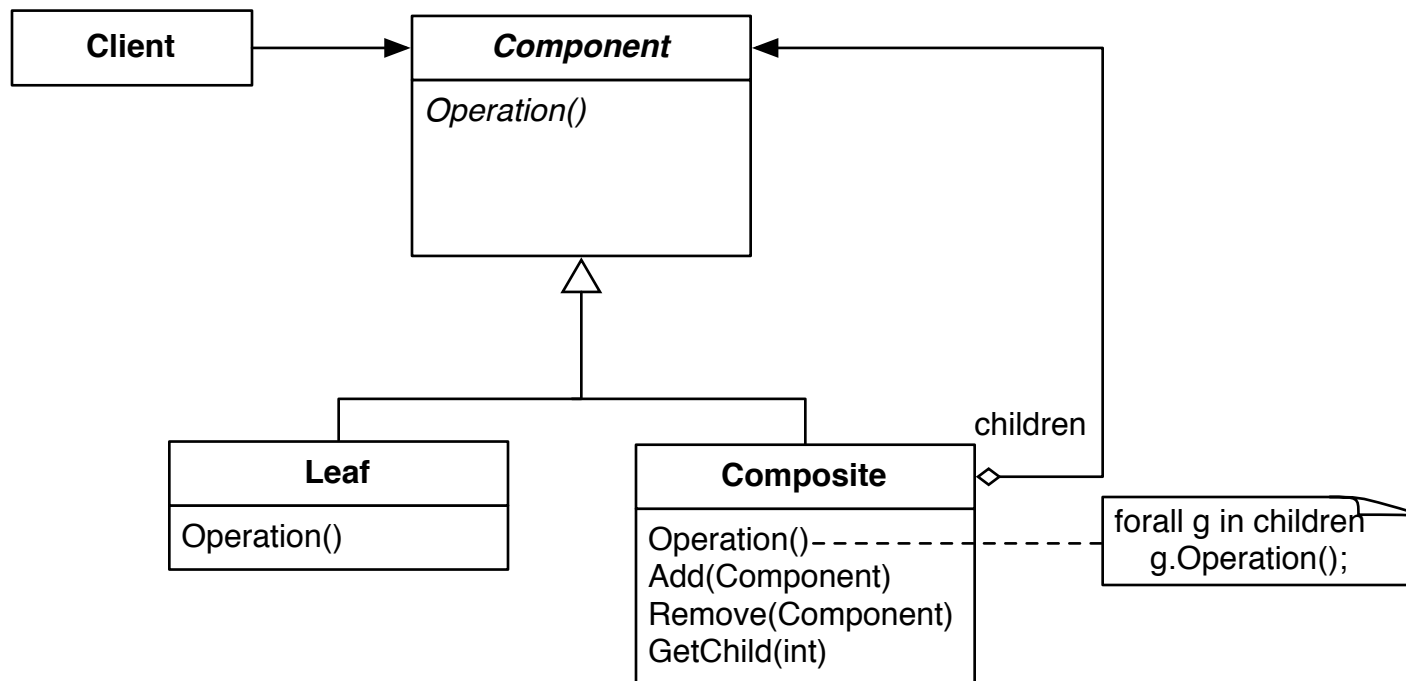 Client
Component
Operation()
children
Leaf
Operation()
Composite
Operation()
Add(Component)
Remove(Component)
GetChild(int)
forall g in children
g.Operation();